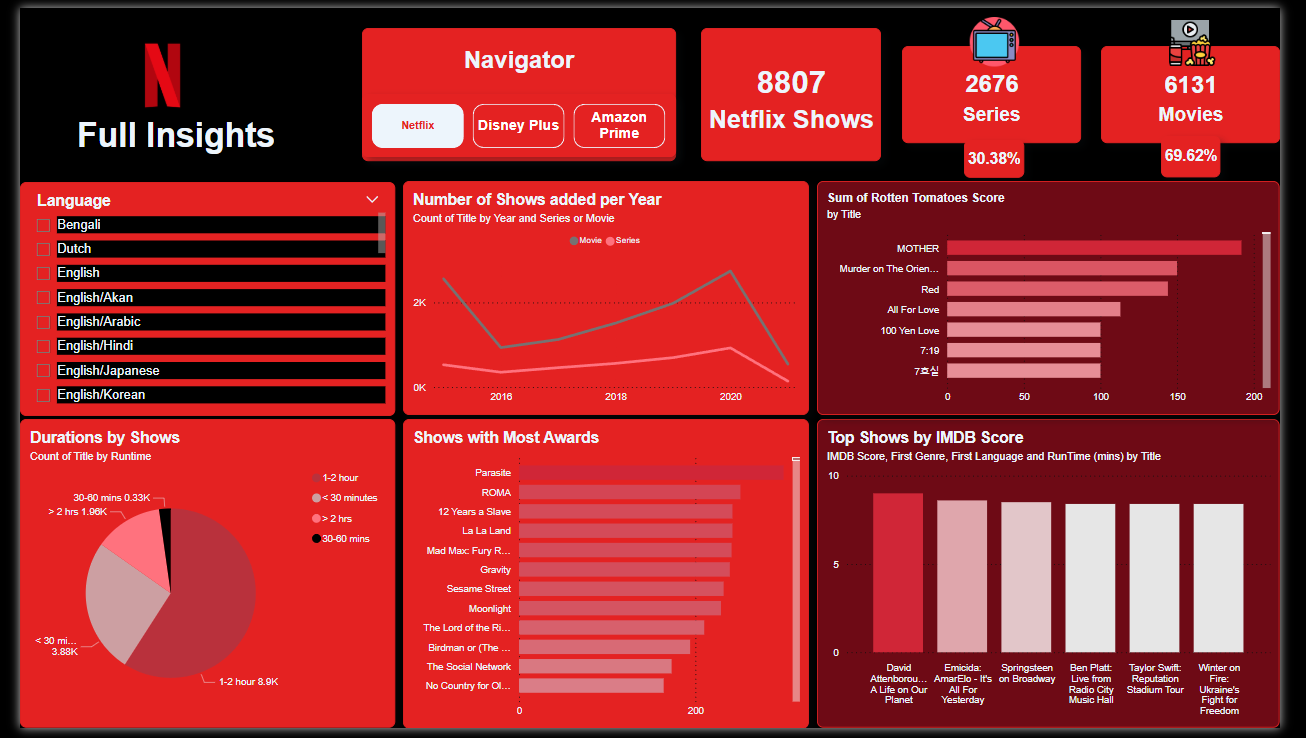 Full Insights
Navigator
Netflix
Disney Plus
Amazon
Prime
8807
Netflix Shows
2676
Series
30.38%
6131
Movies
69.62%
Language
Bengali
Dutch
English
English/Akan
English/Arabic
English/Hindi
English/Japanese
English/Korean
Number of Shows added per Year
Count of Title by Year and Series or Movie
Movie Series
2K
0K
2016 2018 2020
Sum of Rotten Tomatoes Score
by Title
MOTHER
Murder on The Orien...
Red
All For Love
100 Yen Love
7:19
7호실
0 50 100 150 200
Durations by Shows
Count of Title by Runtime
1-2 hour
< 30 minutes
> 2 hrs
30-60 mins
30-60 mins 0.33K
> 2 hrs 1.96K
< 30 mi...
3.88K
1-2 hour 8.9K
Shows with Most Awards
Parasite
ROMA
12 Years a Slave
La La Land
Mad Max: Fury R...
Gravity
Sesame Street
Moonlight
The Lord of the Ri...
Birdman or (The ...
The Social Network
No Country for Ol...
0 200
Top Shows by IMDB Score
IMDB Score, First Genre, First Language and RunTime (mins) by Title
10
5
0
David
Attenborou...
A Life on Our
Planet
Emicida:
AmarElo - It's
All For
Yesterday
Springsteen
on Broadway
Ben Platt:
Live from
Radio City
Music Hall
Taylor Swift:
Reputation
Stadium Tour
Winter on
Fire:
Ukraine's
Fight for
Freedom